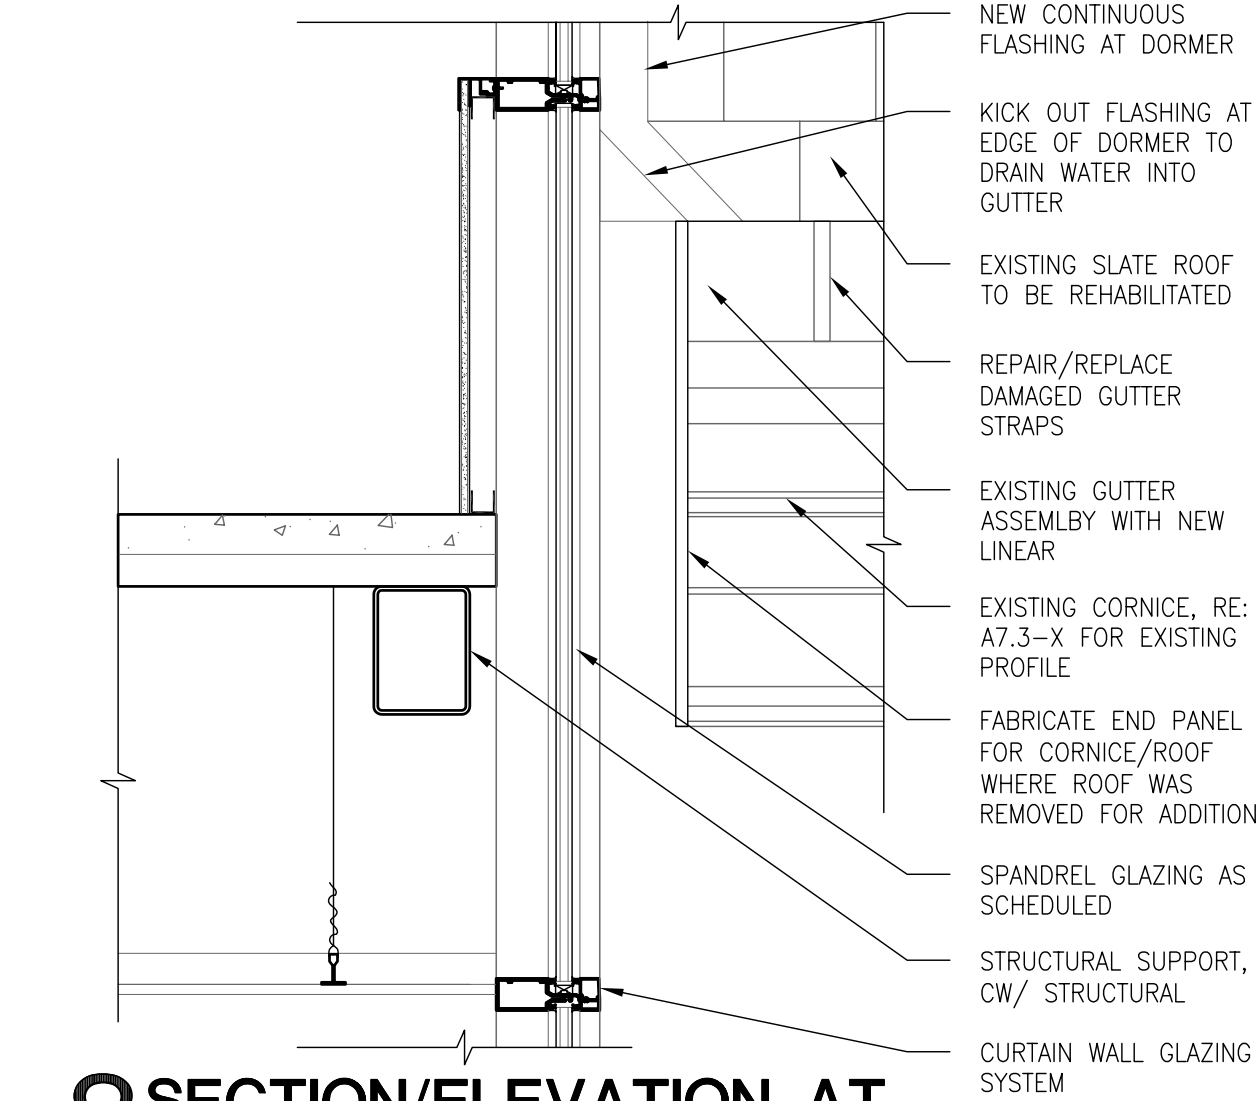 NEW CONTINUOUS
FLASHING AT DORMER
KICK OUT FLASHING AT
EDGE OF DORMER TO
DRAIN WATER INTO
GUTTER
EXISTING SLATE ROOF
TO BE REHABILITATED
REPAIR/REPLACE
DAMAGED GUTTER
STRAPS
EXISTING GUTTER
ASSEMLBY WITH NEW
LINEAR
EXISTING CORNICE, RE:
A7.3-X FOR EXISTING
PROFILE
FABRICATE END PANEL
FOR CORNICE/ROOF
WHERE ROOF WAS
REMOVED FOR ADDITION
SPANDREL GLAZING AS
SCHEDULED
STRUCTURAL SUPPORT,
CW/ STRUCTURAL
CURTAIN WALL GLAZING
SYSTEM
SECTION/ELEVATION AT